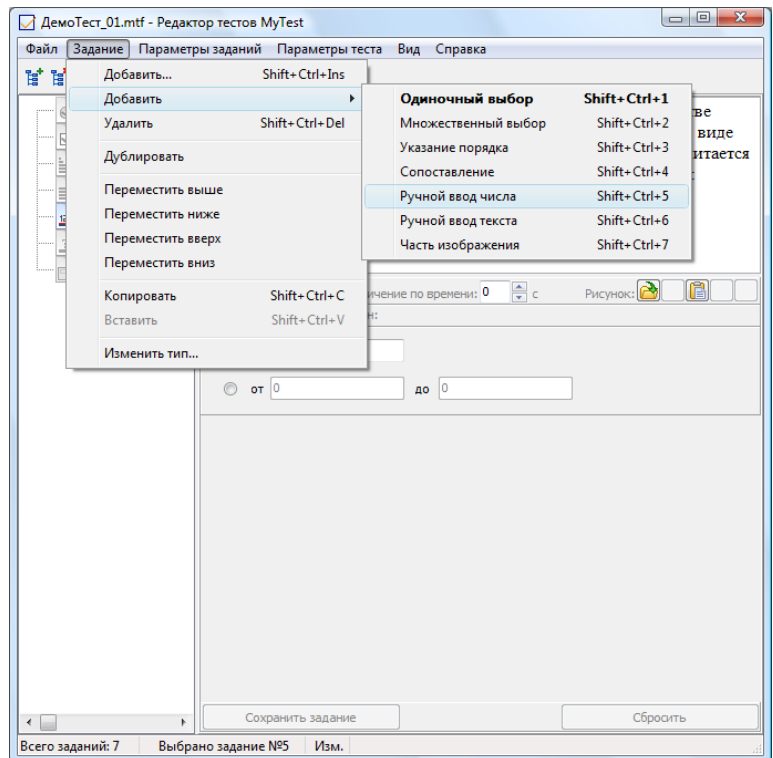 ДемоТест_01.mtf - Редактор тестов MyTest
Файл Задание Параметры заданий Параметры теста Вид Справка
Добавить... Shift+Ctrl+Ins
Добавить
Удалить Shift+Ctrl+Del
Дублировать
Переместить выше
Переместить ниже
Переместить вверх
Переместить вниз
Копировать Shift+Ctrl+C
Вставить Shift+Ctrl+V
Изменить тип...
Одиночный выбор Shift+Ctrl+1
Множественный выбор Shift+Ctrl+2
Указание порядка Shift+Ctrl+3
Сопоставление Shift+Ctrl+4
Ручной ввод числа Shift+Ctrl+5
Ручной ввод текста Shift+Ctrl+6
Часть изображения Shift+Ctrl+7
виде
по времени: 0 с Рисунок:
от 0 до 0
Сохранить задание Сбросить
Всего заданий: 7 Выбрано задание №5 Изм.